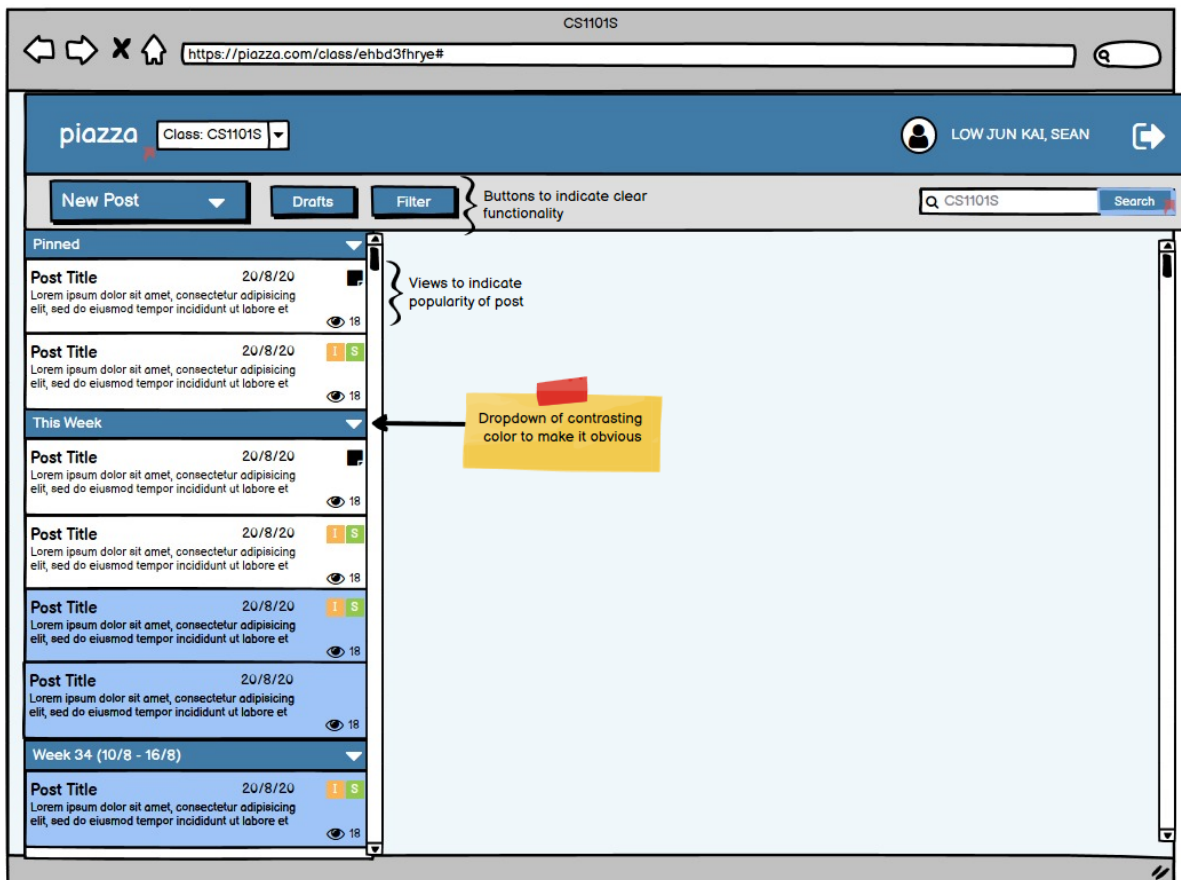 CS1101S
https://piazza.com/class/ehbd3fhrye#
piazza
Class: CS1101S
LOW JUN KAI, SEAN
New Post
Drafts
Filter
Buttons to indicate clear
functionality
CS1101S
Search
Pinned
Post Title 20/8/20
Lorem ipsum dolor sit amet, consectetur adipisicing
elit, sed do eiusmod tempor incididunt ut labore et
18
Views to indicate
popularity of post
Post Title 20/8/20 I S
Lorem ipsum dolor sit amet, consectetur adipisicing
elit, sed do eiusmod tempor incididunt ut labore et
18
This Week
Dropdown of contrasting
color to make it obvious
Post Title 20/8/20
Lorem ipsum dolor sit amet, consectetur adipisicing
elit, sed do eiusmod tempor incididunt ut labore et
18
Post Title 20/8/20 I S
Lorem ipsum dolor sit amet, consectetur adipisicing
elit, sed do eiusmod tempor incididunt ut labore et
18
Post Title 20/8/20 I S
Lorem ipsum dolor sit amet, consectetur adipisicing
elit, sed do eiusmod tempor incididunt ut labore et
18
Post Title 20/8/20
Lorem ipsum dolor sit amet, consectetur adipisicing
elit, sed do eiusmod tempor incididunt ut labore et
18
Week 34 (10/8 - 16/8)
Post Title 20/8/20 I S
Lorem ipsum dolor sit amet, consectetur adipisicing
elit, sed do eiusmod tempor incididunt ut labore et
18